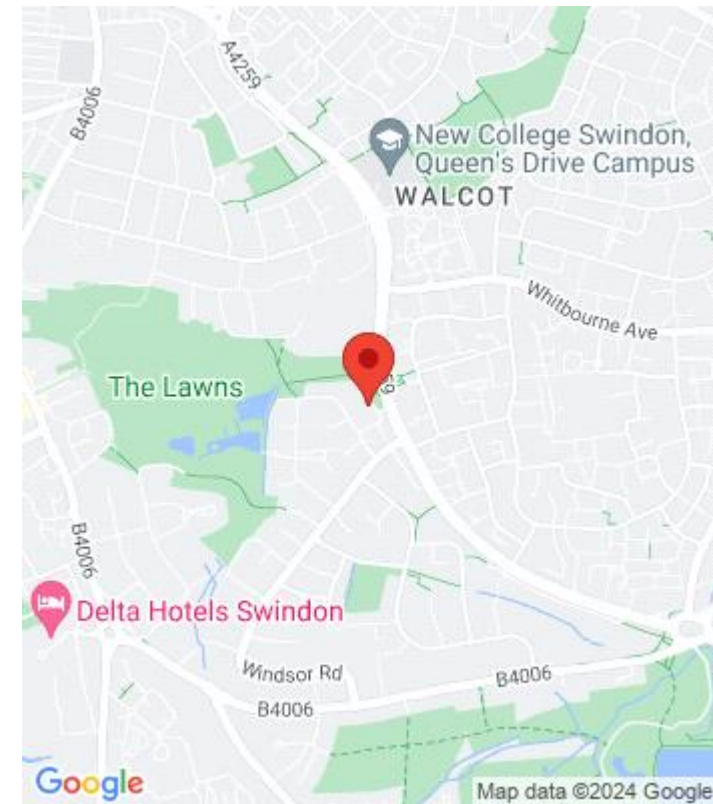 A4259
B4006
New College Swindon,
Queen's Drive Campus
WALCOT
Whitbourne Ave
The Lawns
59
B4006
Delta Hotels Swindon
Windsor Rd
B4006
B4006
Google
Map data ©2024 Google